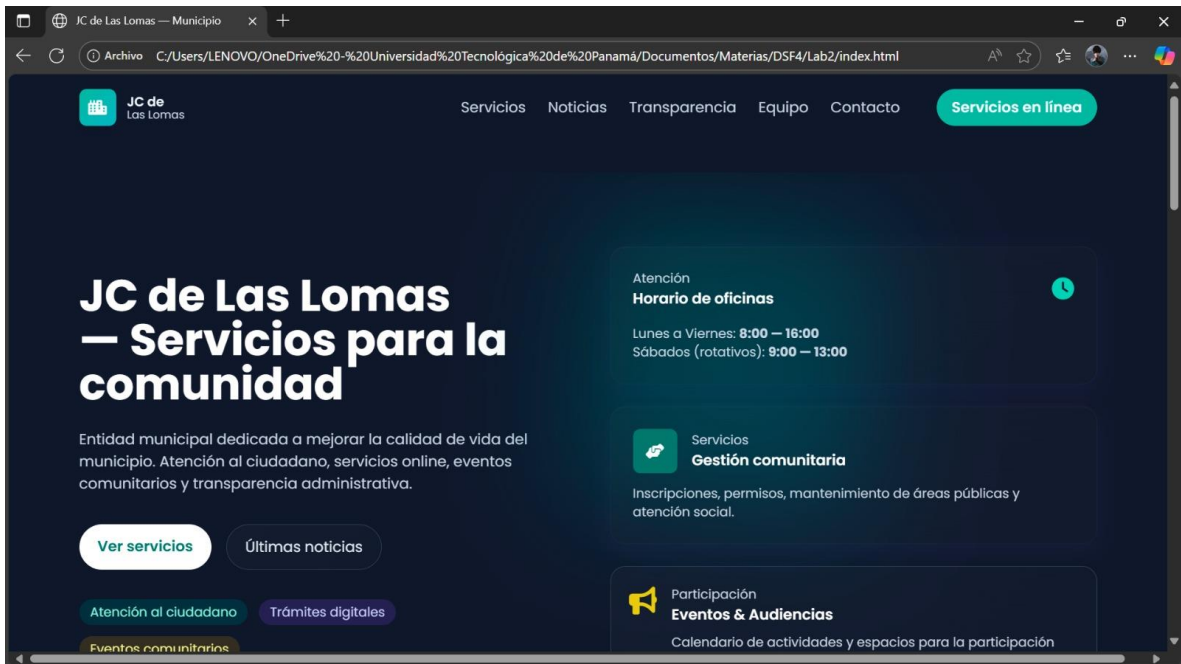 JC de Las Lomas — Municipio
Archivo C:/Users/LENOVO/OneDrive%20-%20Universidad%20Tecnológica%20de%20Panamá/Documentos/Materias/DSF4/Lab2/index.html
JC de
Las Lomas
Servicios Noticias Transparencia Equipo Contacto Servicios en línea
JC de Las Lomas
— Servicios para la
comunidad
Entidad municipal dedicada a mejorar la calidad de vida del
municipio. Atención al ciudadano, servicios online, eventos
comunitarios y transparencia administrativa.
Ver servicios Últimas noticias
Atención al ciudadano Trámites digitales
Eventos comunitarios
Atención
Horario de oficinas
Lunes a Viernes: 8:00 — 16:00
Sábados (rotativos): 9:00 — 13:00
Servicios
Gestión comunitaria
Inscripciones, permisos, mantenimiento de áreas públicas y
atención social.
Participación
Eventos & Audiencias
Calendario de actividades y espacios para la participación